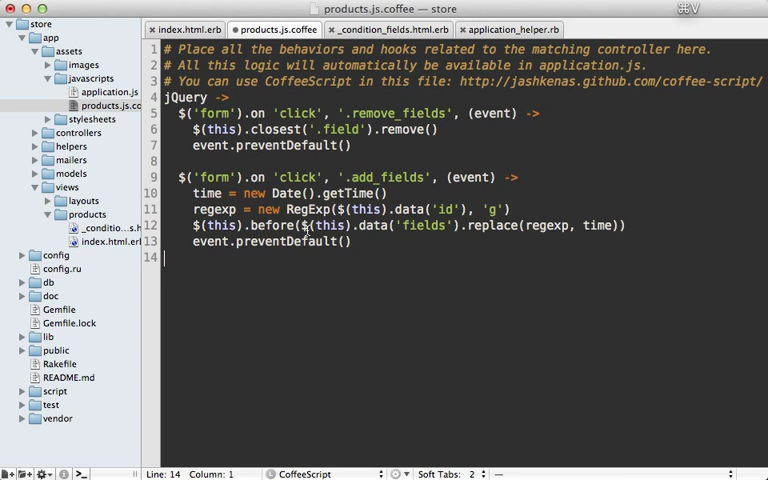 products.js.coffee — store
⌘V
index.html.erb
products.js.coffee
_condition_fields.html.erb
application_helper.rb
store
app
assets
images
javascripts
application.js
products.js.co
stylesheets
controllers
helpers
mailers
models
views
layouts
products
_conditio...s.h
index.html.erl
config
config.ru
db
doc
Gemfile
Gemfile.lock
lib
public
Rakefile
README.md
script
test
vendor
1 # Place all the behaviors and hooks related to the matching controller here.
2 # All this logic will automatically be available in application.js.
3 # You can use CoffeeScript in this file: http://jashkenas.github.com/coffee-script/
4 jQuery ->
5 $('form').on 'click', '.remove_fields', (event) ->
6 $(this).closest('.field').remove()
7 event.preventDefault()
8
9 $('form').on 'click', '.add_fields', (event) ->
10 time = new Date().getTime()
11 regexp = new RegExp($(this).data('id'), 'g')
12 $(this).before($(this).data('fields').replace(regexp, time))
13 event.preventDefault()
14
Line: 14 Column: 1
CoffeeScript
Soft Tabs: 2
—